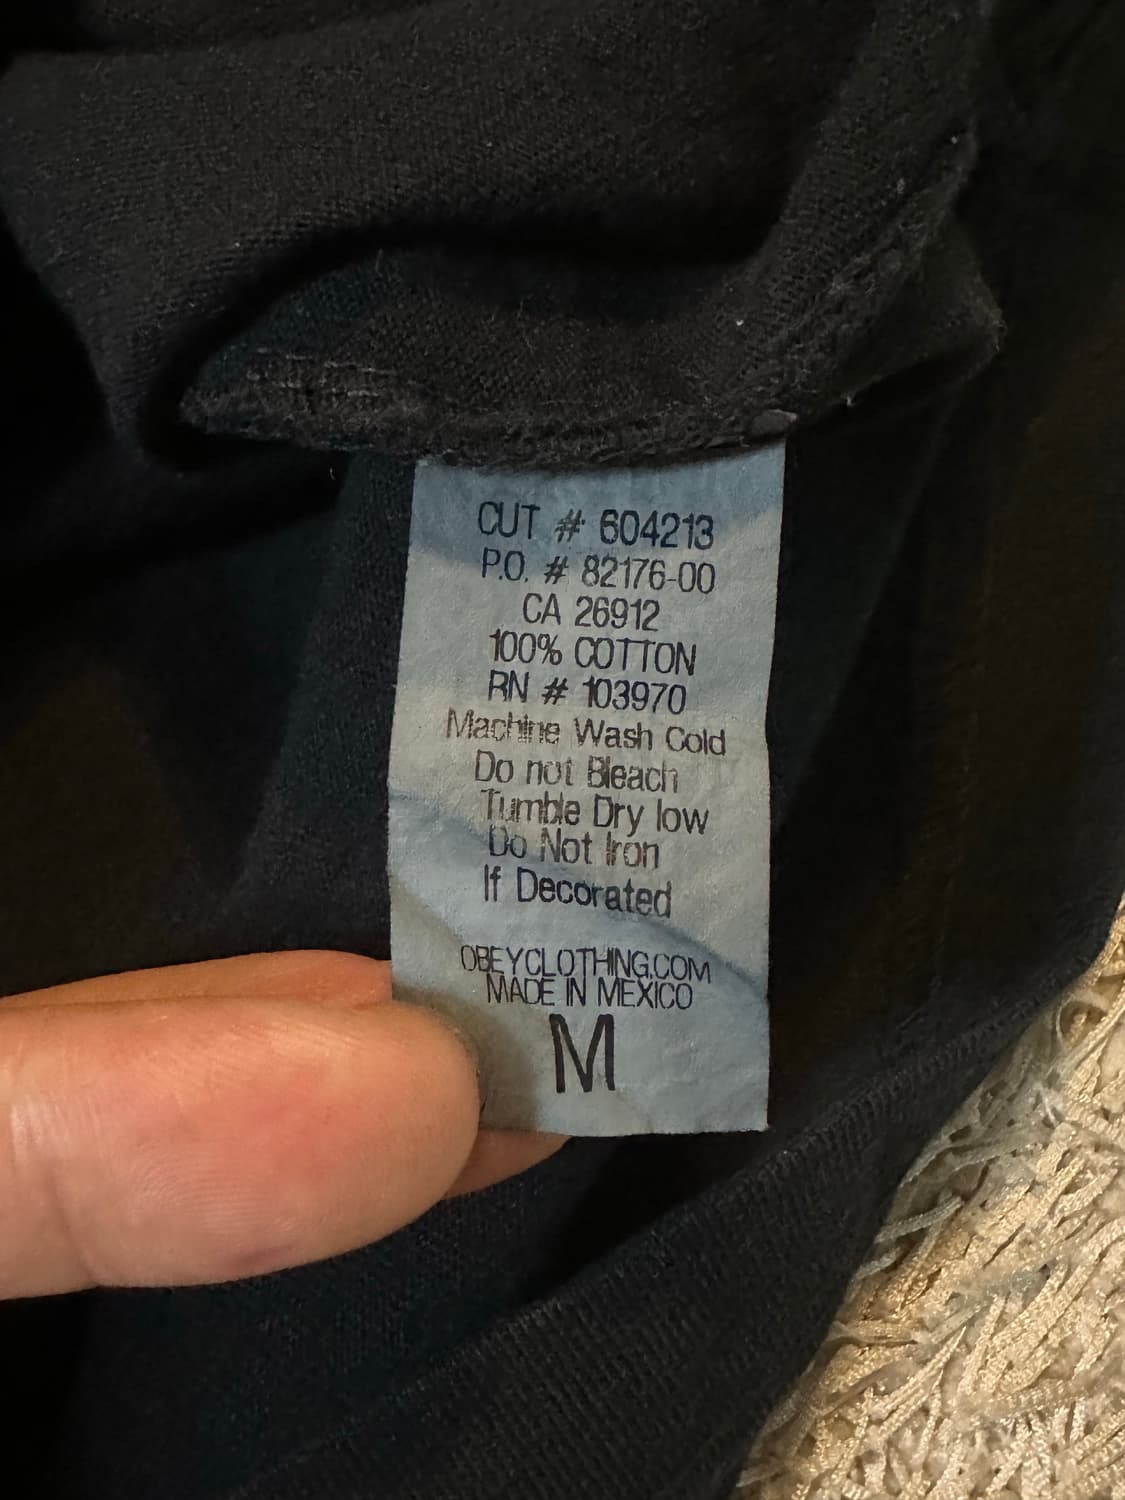 CUT # 604213
P.O. # 82176-00
CA 26912
100% COTTON
RN # 103970
Machine Wash Cold
Do not Bleach
Tumble Dry low
Do Not Iron
If Decorated
OBEYCLOTHING.COM
MADE IN MEXICO
M